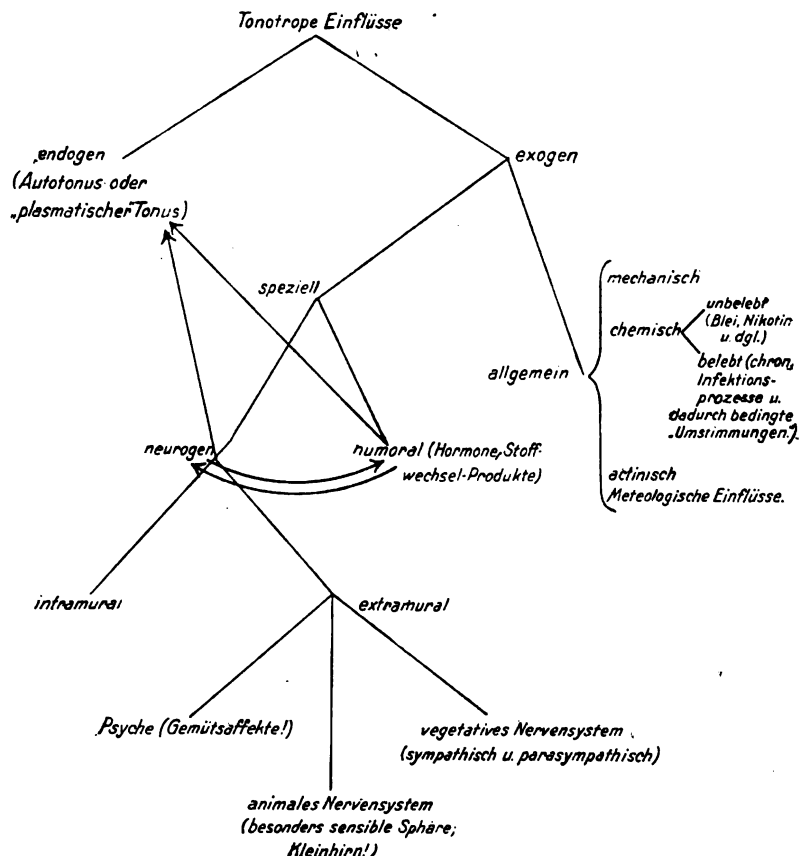 Tonotrope Einflüsse
endogen
(Autotonus oder
„plasmatischer" Tonus)
exogen
speziell
allgemein
mechanisch
chemisch
unbelebt
(Blei, Nikotin
u. dgl.)
belebt (chron.
Infektions-
prozesse u.
dadurch bedingte
„Umstimmungen".)
actinisch
Meteologische Einflüsse.
neurogen
humoral (Hormone, Stoff-
wechsel-Produkte)
intramural
extramural
Psyche (Gemütsaffekte!)
vegetatives Nervensystem
(sympathisch u. parasympathisch)
animales Nervensystem
(besonders sensible Sphäre;
Kleinhirn!)